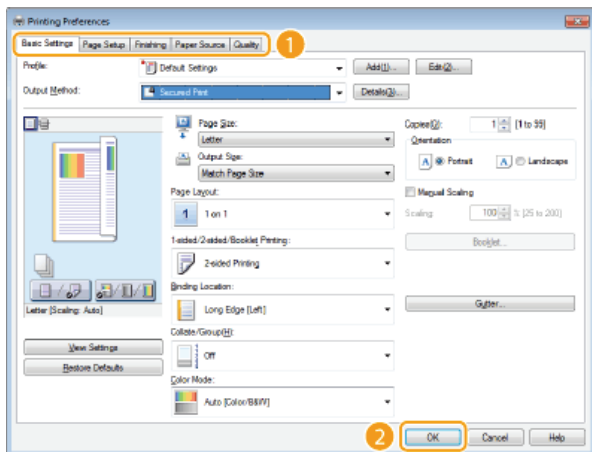 Printing Preferences
Basic Settings Page Setup Finishing Paper Source Quality 1
Profile: Default Settings Add(1)... Edit(2)...
Output Method: Secured Print Details(3)...
Page Size:
Letter
Output Size:
Match Page Size
Page Layout:
1 1 on 1
1-sided/2-sided/Booklet Printing:
2-sided Printing
Binding Location:
Long Edge [Left]
Collate/Group(H):
Off
Color Mode:
Auto [Color/B&W]
Copies(Q): 1 [1 to 99]
Orientation
A Portrait A Landscape
Manual Scaling
Scaling: 100 % [25 to 200]
Booklet...
Gutter...
Letter [Scaling: Auto]
View Settings
Restore Defaults
2 OK Cancel Help